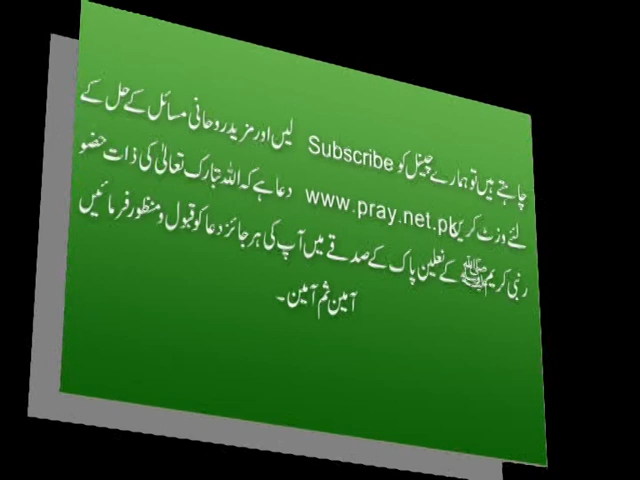 چاہتے ہیں تو ہمارے چینل کو Subscribe لیں اور مزید روحانی مسائل کے حل کے
لئے وزٹ کریں www.pray.net.pk دعا ہے کہ اللہ تبارک تعالیٰ کی ذات حضو
ر نبی کریم ﷺ کے نعلین پاک کے صدقے میں آپ کی ہر جائز دعا کو قبول و منظور فرمائیں
آمین ثم آمین۔